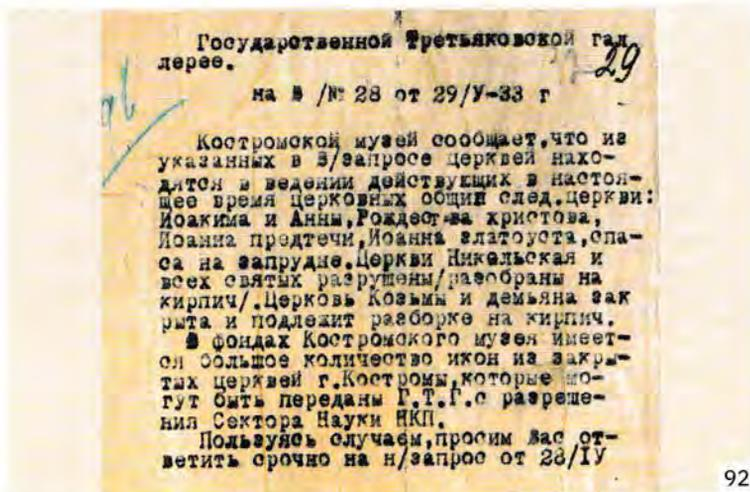 Государственной Третьяковской гал
лерее.
29
на В /№ 28 от 29/У-33 г
Костромской музей сообщает,что из
указанных в В/запросе церквей нахо-
дятся в ведении действующих в настоя-
щее время церковных общин след.церкви:
Иоакима и Анны,Рождества христова,
Иоанна предтечи,Иоанна златоуста,спа-
са на запрудне.Церкви Никельская и
всех святых разрушены/разобраны на
кирпич/.Церковь Козьмы и демьяна зак
рыта и подлежит разборке на кирпич.
В фондах Костромского музея имеет-
ся большое количество икон из закры-
тых церквей г.Костромы,которые мо-
гут быть переданы Г.Т.Г.с разреше-
ния Сектора Науки НКП.
Пользуясь случаем,просим Вас от-
ветить срочно на н/запрос от 28/IУ
92